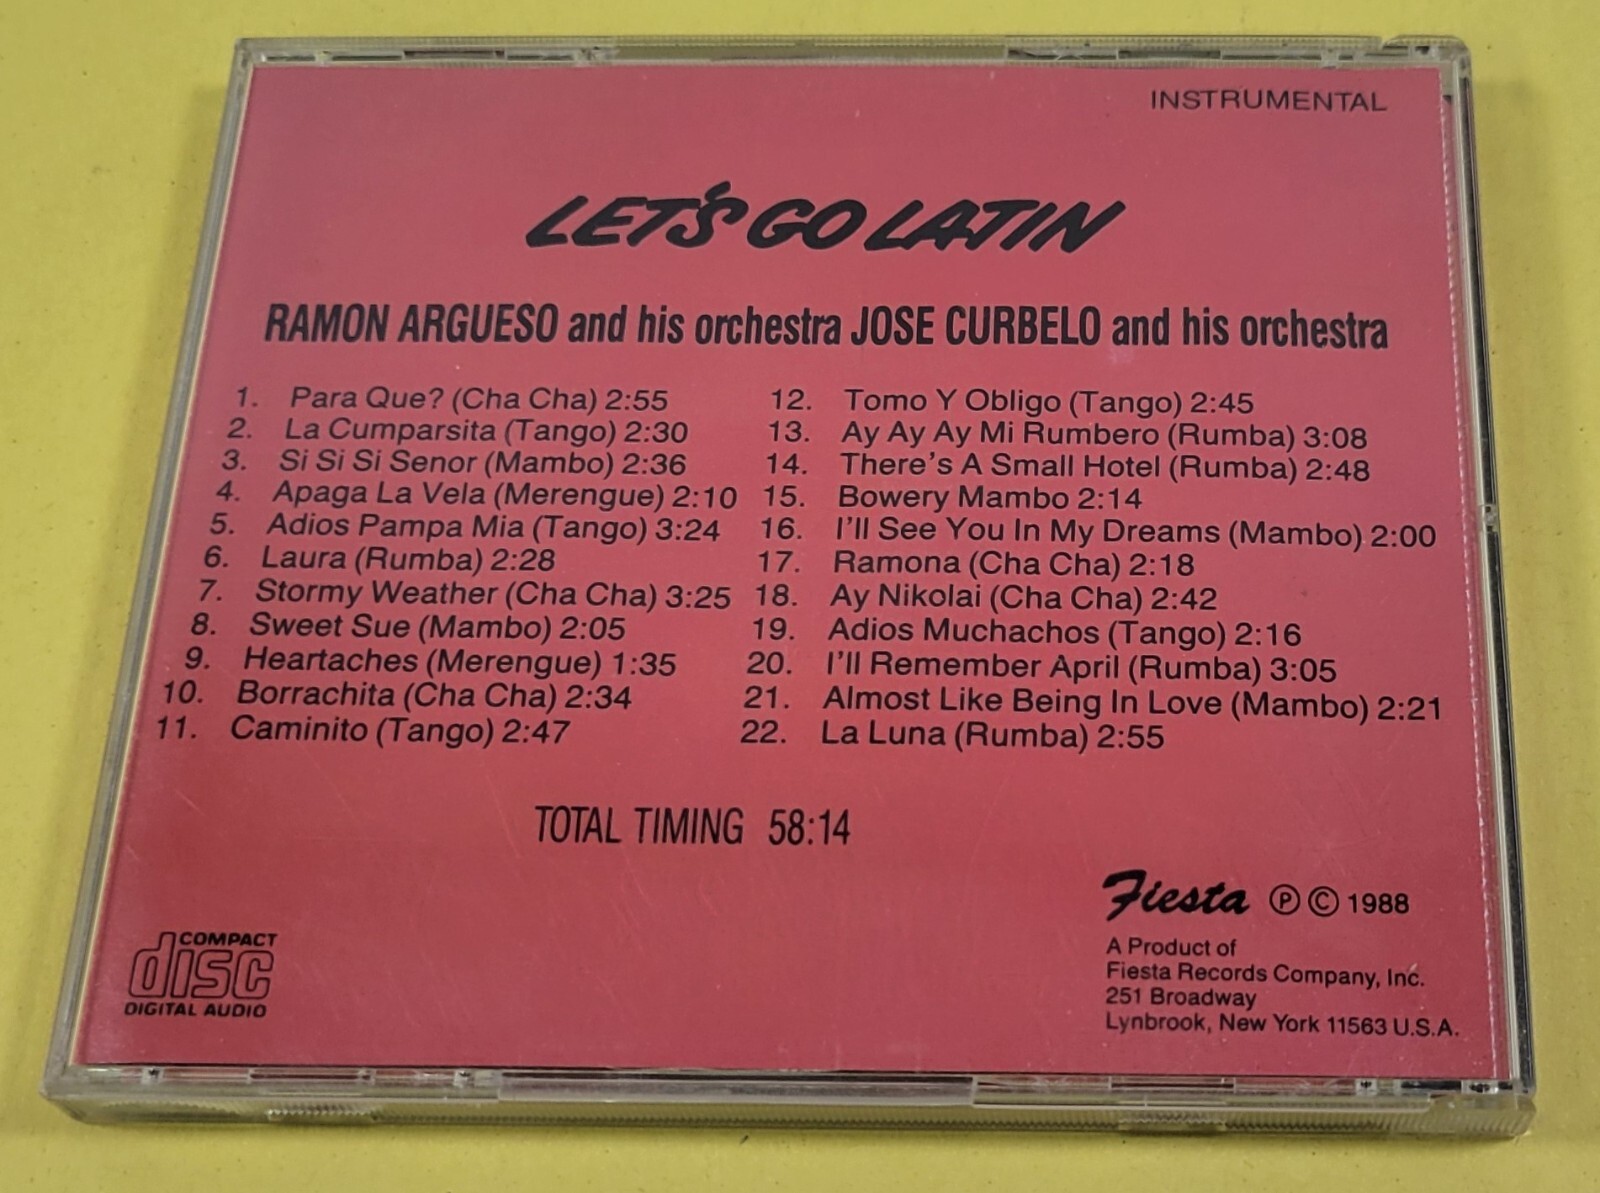 INSTRUMENTAL
LET'S GO LATIN
RAMON ARGUESO and his orchestra JOSE CURBELO and his orchestra
1. Para Que? (Cha Cha) 2:55
2. La Cumparsita (Tango) 2:30
3. Si Si Si Senor (Mambo) 2:36
4. Apaga La Vela (Merengue) 2:10
5. Adios Pampa Mia (Tango) 3:24
6. Laura (Rumba) 2:28
7. Stormy Weather (Cha Cha) 3:25
8. Sweet Sue (Mambo) 2:05
9. Heartaches (Merengue) 1:35
10. Borrachita (Cha Cha) 2:34
11. Caminito (Tango) 2:47
12. Tomo Y Obligo (Tango) 2:45
13. Ay Ay Ay Mi Rumbero (Rumba) 3:08
14. There's A Small Hotel (Rumba) 2:48
15. Bowery Mambo 2:14
16. I'll See You In My Dreams (Mambo) 2:00
17. Ramona (Cha Cha) 2:18
18. Ay Nikolai (Cha Cha) 2:42
19. Adios Muchachos (Tango) 2:16
20. I'll Remember April (Rumba) 3:05
21. Almost Like Being In Love (Mambo) 2:21
22. La Luna (Rumba) 2:55
TOTAL TIMING 58:14
Fiesta ℗ © 1988
A Product of
Fiesta Records Company, Inc.
251 Broadway
Lynbrook, New York 11563 U.S.A.
COMPACT
disc
DIGITAL AUDIO